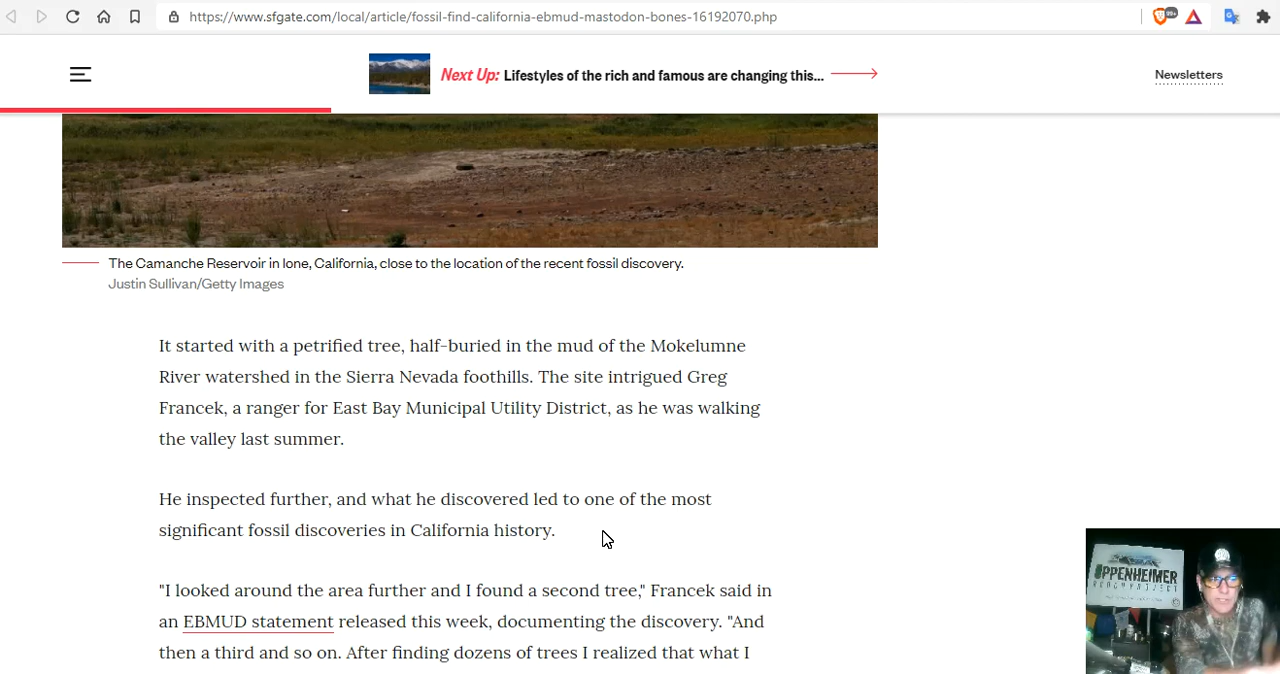 https://www.sfgate.com/local/article/fossil-find-california-ebmud-mastodon-bones-16192070.php
99+
Next Up: Lifestyles of the rich and famous are changing this...
Newsletters
The Camanche Reservoir in Ione, California, close to the location of the recent fossil discovery.
Justin Sullivan/Getty Images
It started with a petrified tree, half-buried in the mud of the Mokelumne
River watershed in the Sierra Nevada foothills. The site intrigued Greg
Francek, a ranger for East Bay Municipal Utility District, as he was walking
the valley last summer.
He inspected further, and what he discovered led to one of the most
significant fossil discoveries in California history.
"I looked around the area further and I found a second tree," Francek said in
an EBMUD statement released this week, documenting the discovery. "And
then a third and so on. After finding dozens of trees I realized that what I
PPENHEIMER